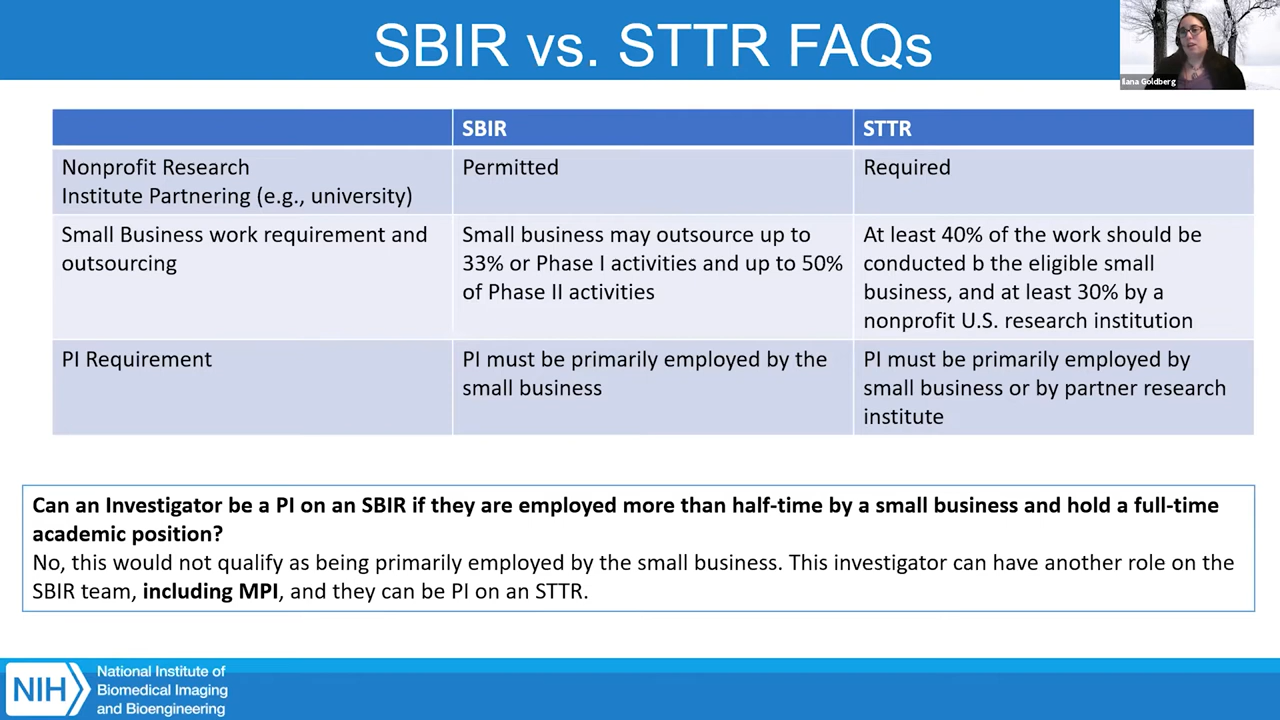 SBIR vs. STTR FAQs
Ilana Goldberg
SBIR
STTR
Nonprofit Research
Institute Partnering (e.g., university)
Permitted
Required
Small Business work requirement and
outsourcing
Small business may outsource up to
33% or Phase I activities and up to 50%
of Phase II activities
At least 40% of the work should be
conducted b the eligible small
business, and at least 30% by a
nonprofit U.S. research institution
PI Requirement
PI must be primarily employed by the
small business
PI must be primarily employed by
small business or by partner research
institute
Can an Investigator be a PI on an SBIR if they are employed more than half-time by a small business and hold a full-time
academic position?
No, this would not qualify as being primarily employed by the small business. This investigator can have another role on the
SBIR team, including MPI, and they can be PI on an STTR.
NIH
National Institute of
Biomedical Imaging
and Bioengineering